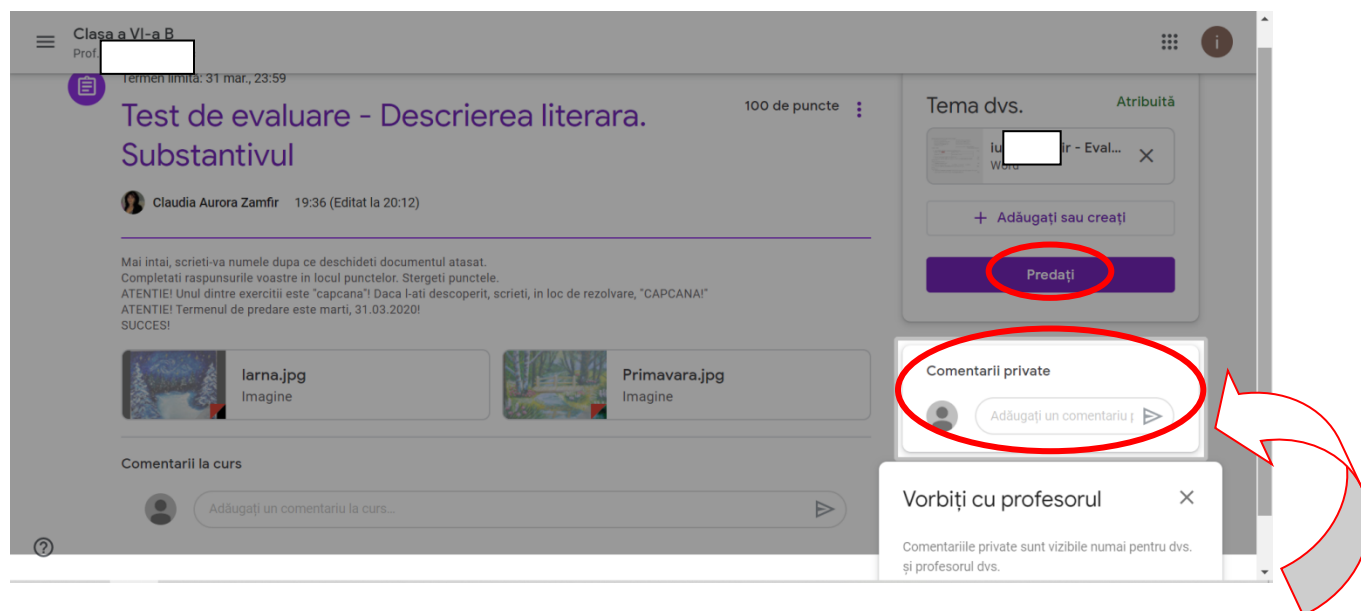 Clasa a VI-a B
Prof.
i
Termen limită: 31 mar., 23:59
Test de evaluare - Descrierea literara.
Substantivul
100 de puncte
Claudia Aurora Zamfir 19:36 (Editat la 20:12)
Mai intai, scrieti-va numele dupa ce deschideti documentul atasat.
Completati raspunsurile voastre in locul punctelor. Stergeti punctele.
ATENTIE! Unul dintre exercitii este "capcana"! Daca l-ati descoperit, scrieti, in loc de rezolvare, "CAPCANA!"
ATENTIE! Termenul de predare este marti, 31.03.2020!
SUCCES!
Iarna.jpg
Imagine
Primavara.jpg
Imagine
Comentarii la curs
Adăugați un comentariu la curs...
Tema dvs.
Atribuită
iu ir - Eval...
Word
+ Adăugați sau creați
Predați
Comentarii private
Adăugați un comentariu p
Vorbiți cu profesorul
Comentariile private sunt vizibile numai pentru dvs.
și profesorul dvs.